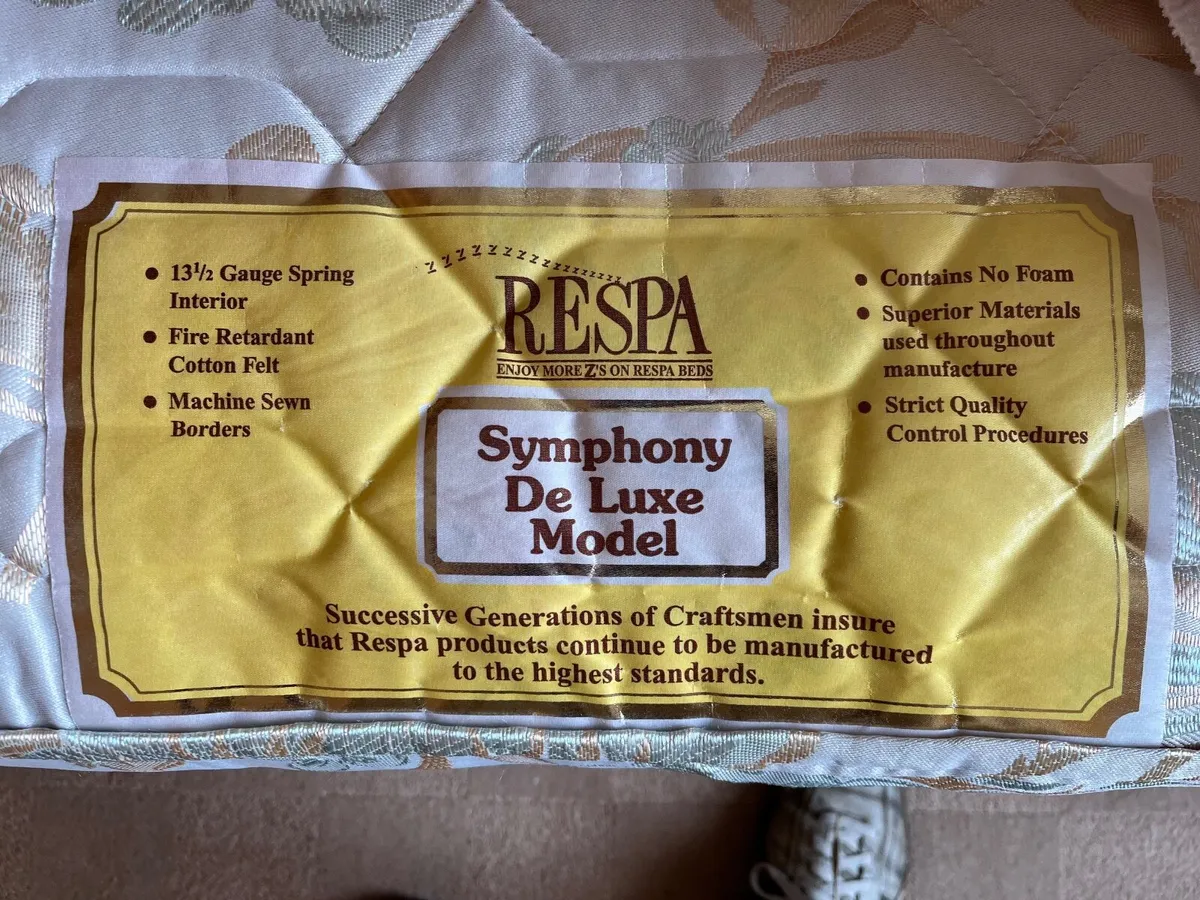 • 13½ Gauge Spring
Interior
• Fire Retardant
Cotton Felt
• Machine Sewn
Borders
z z z z z z z z z z z z z z z z z z z z
RESPA
ENJOY MORE Z'S ON RESPA BEDS
Symphony
De Luxe
Model
• Contains No Foam
• Superior Materials
used throughout
manufacture
• Strict Quality
Control Procedures
Successive Generations of Craftsmen insure
that Respa products continue to be manufactured
to the highest standards.